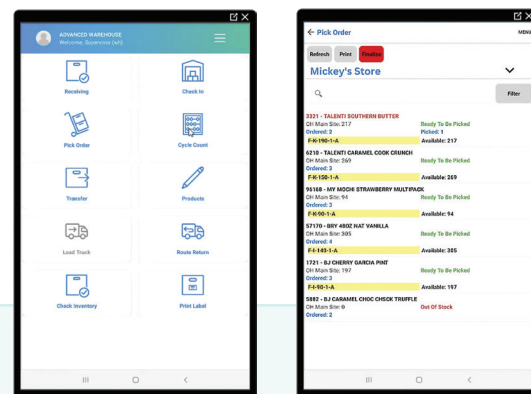 ADVANCED WAREHOUSE
Welcome, Supervisor (wh)
Receiving
Check In
Pick Order
Cycle Count
Transfer
Products
Load Truck
Route Return
Check Inventory
Print Label
Pick Order
MENU
Refresh
Print
Finalize
Mickey's Store
Filter
3321 - TALENTI SOUTHERN BUTTER
OH Main Site: 217
Ready To Be Picked
Ordered: 2
Picked: 1
F-K-190-1-A
Available: 217
6210 - TALENTI CARAMEL COOK CRUNCH
OH Main Site: 269
Ready To Be Picked
Ordered: 3
F-K-150-1-A
Available: 269
96168 - MY MOCHI STRAWBERRY MULTIPACK
OH Main Site: 94
Ready To Be Picked
Ordered: 3
F-K-90-1-A
Available: 94
57170 - BRY 48OZ NAT VANILLA
OH Main Site: 305
Ready To Be Picked
Ordered: 4
F-I-140-1-A
Available: 305
1721 - BJ CHERRY GARCIA PINT
OH Main Site: 197
Ready To Be Picked
Ordered: 3
F-I-90-1-A
Available: 197
5882 - BJ CARAMEL CHOC CHSCK TRUFFLE
OH Main Site: 0
Out Of Stock
Ordered: 2